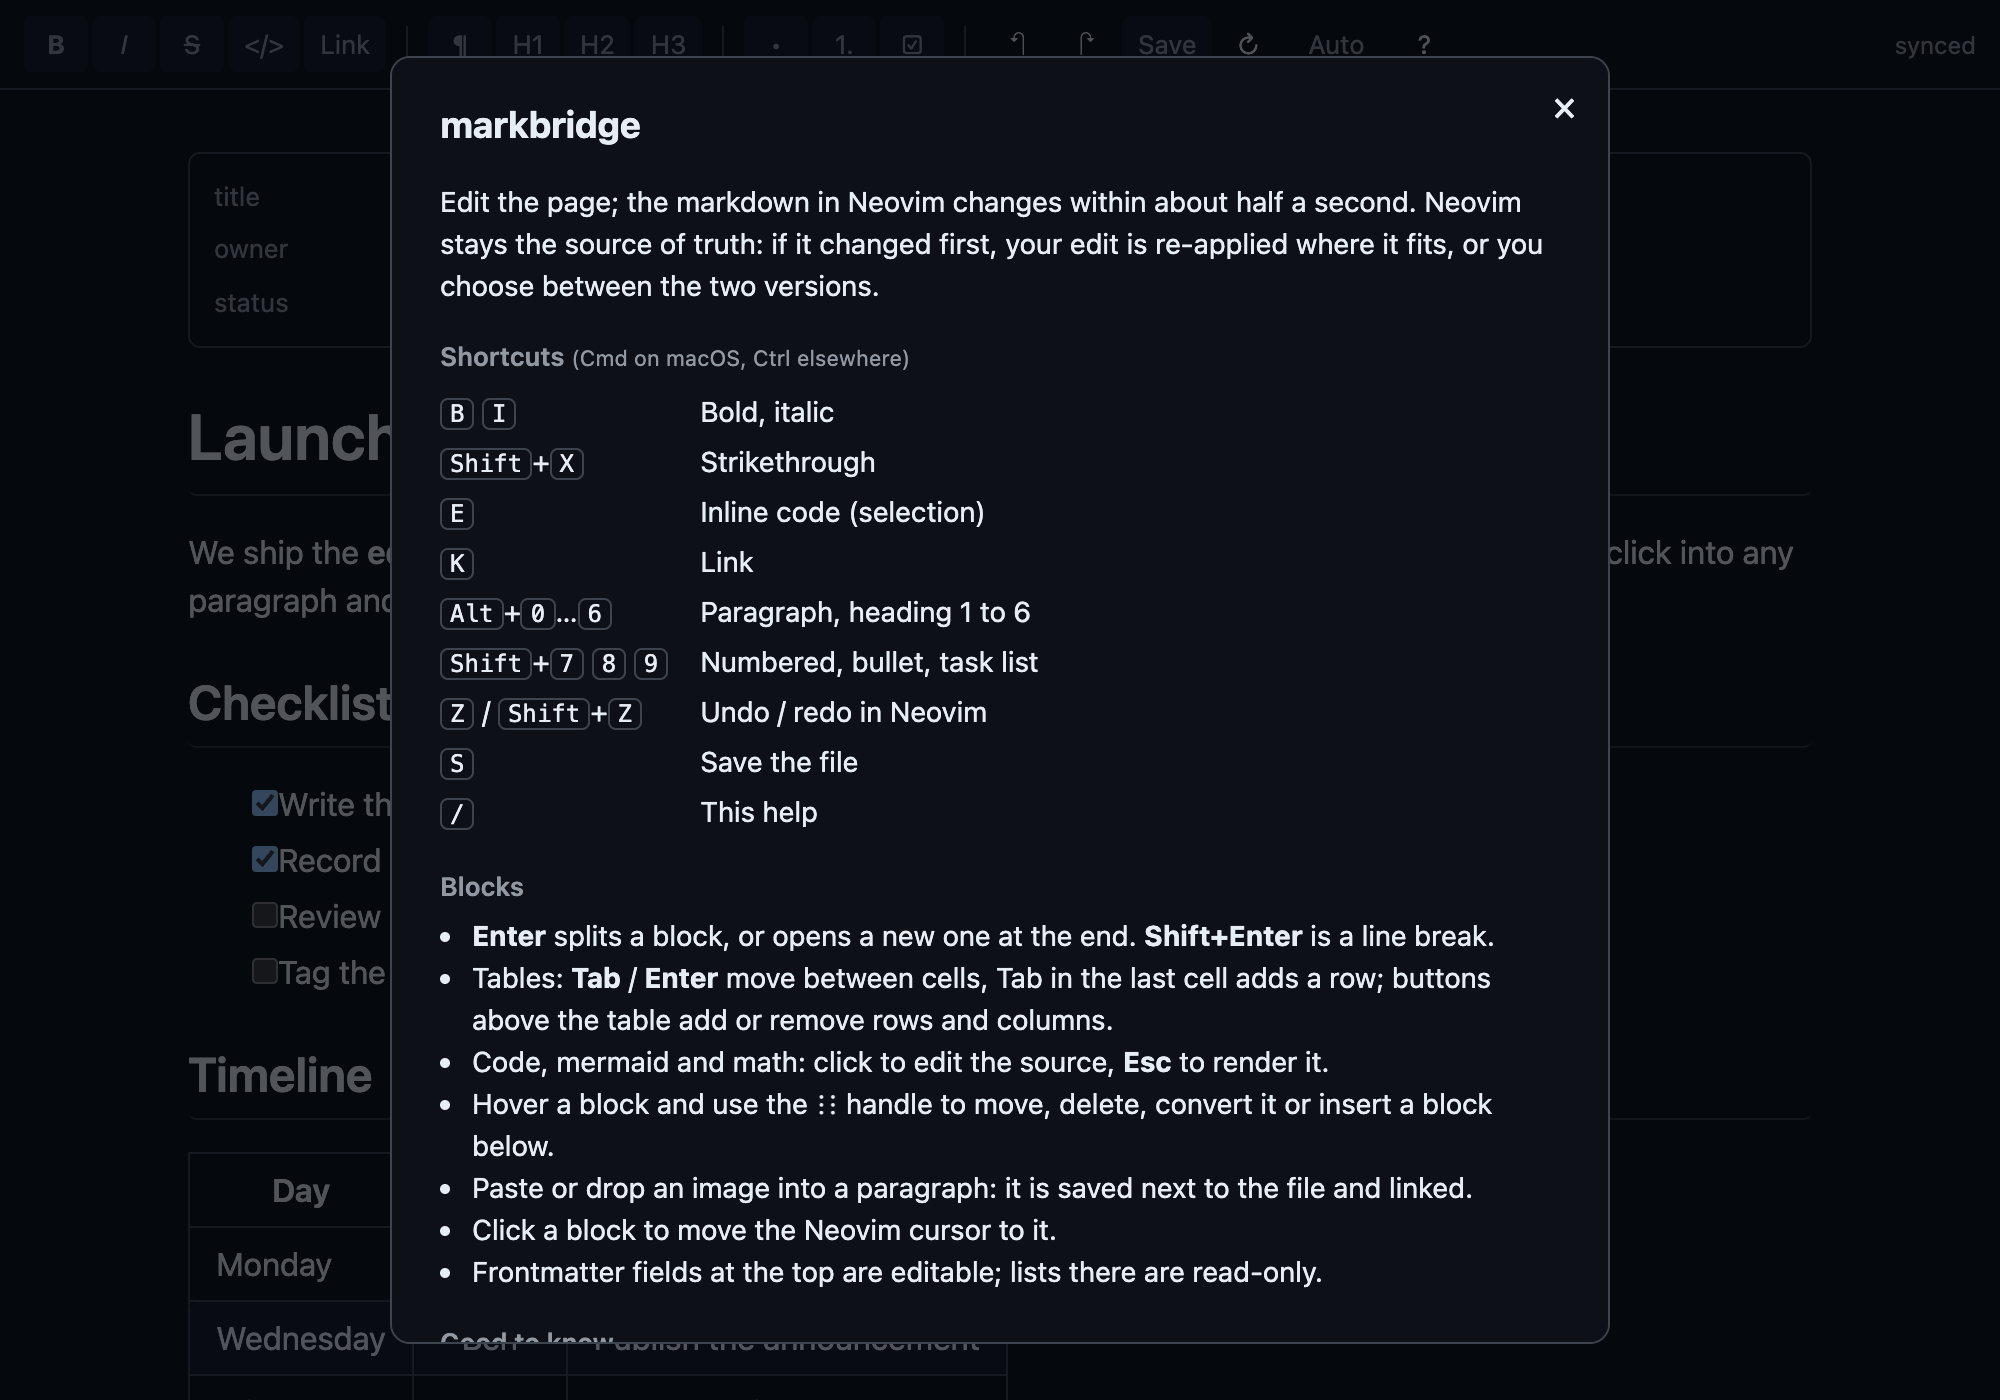 B I S </> Link ¶ H1 H2 H3 • 1. Save Auto ? synced
title
owner
status
Launch
We ship the click into any
paragraph
Checklist
Write
Record
Review
Tag the
Timeline
Day
Monday
Wednesday
markbridge
Edit the page; the markdown in Neovim changes within about half a second. Neovim
stays the source of truth: if it changed first, your edit is re-applied where it fits, or you
choose between the two versions.
Shortcuts (Cmd on macOS, Ctrl elsewhere)
B I Bold, italic
Shift+X Strikethrough
E Inline code (selection)
K Link
Alt+0…6 Paragraph, heading 1 to 6
Shift+7 8 9 Numbered, bullet, task list
Z / Shift+Z Undo / redo in Neovim
S Save the file
/ This help
Blocks
• Enter splits a block, or opens a new one at the end. Shift+Enter is a line break.
• Tables: Tab / Enter move between cells, Tab in the last cell adds a row; buttons
above the table add or remove rows and columns.
• Code, mermaid and math: click to edit the source, Esc to render it.
• Hover a block and use the ⠿ handle to move, delete, convert it or insert a block
below.
• Paste or drop an image into a paragraph: it is saved next to the file and linked.
• Click a block to move the Neovim cursor to it.
• Frontmatter fields at the top are editable; lists there are read-only.
Good to know
Publish the announcement